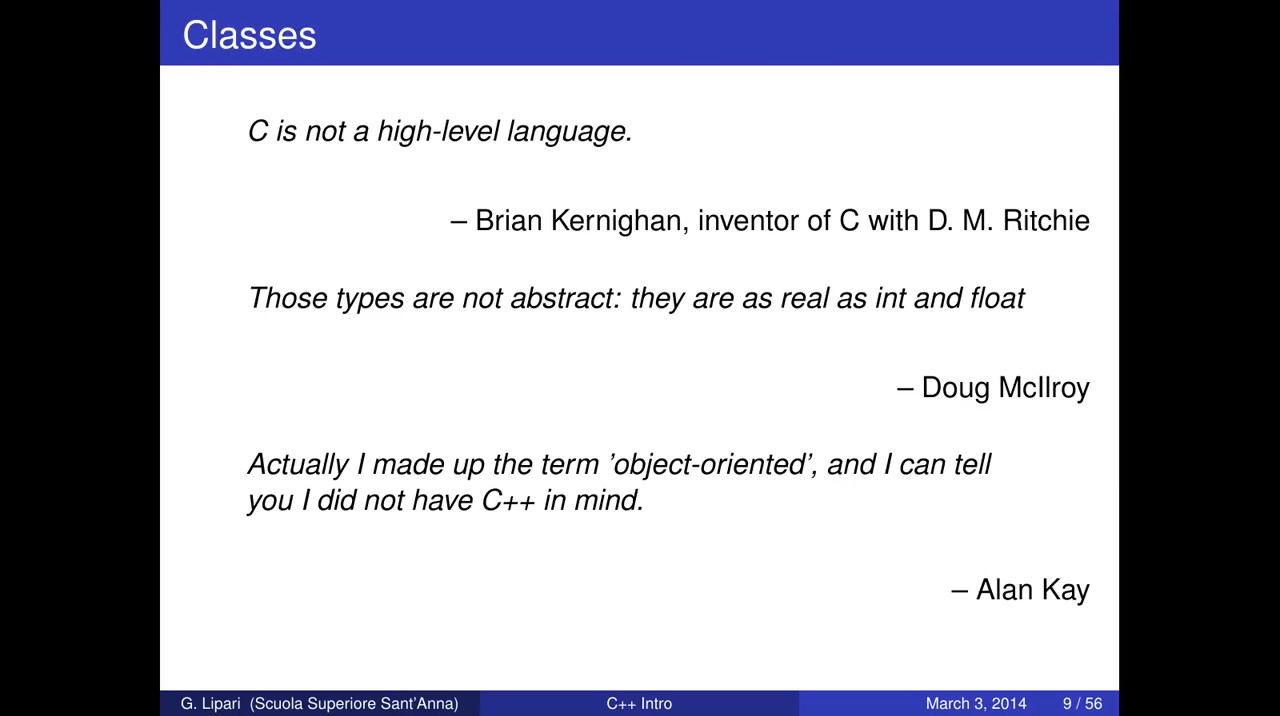 Classes
C is not a high-level language.
– Brian Kernighan, inventor of C with D. M. Ritchie
Those types are not abstract: they are as real as int and float
– Doug McIlroy
Actually I made up the term ’object-oriented’, and I can tell
you I did not have C++ in mind.
– Alan Kay
G. Lipari (Scuola Superiore Sant’Anna) C++ Intro March 3, 2014 9 / 56